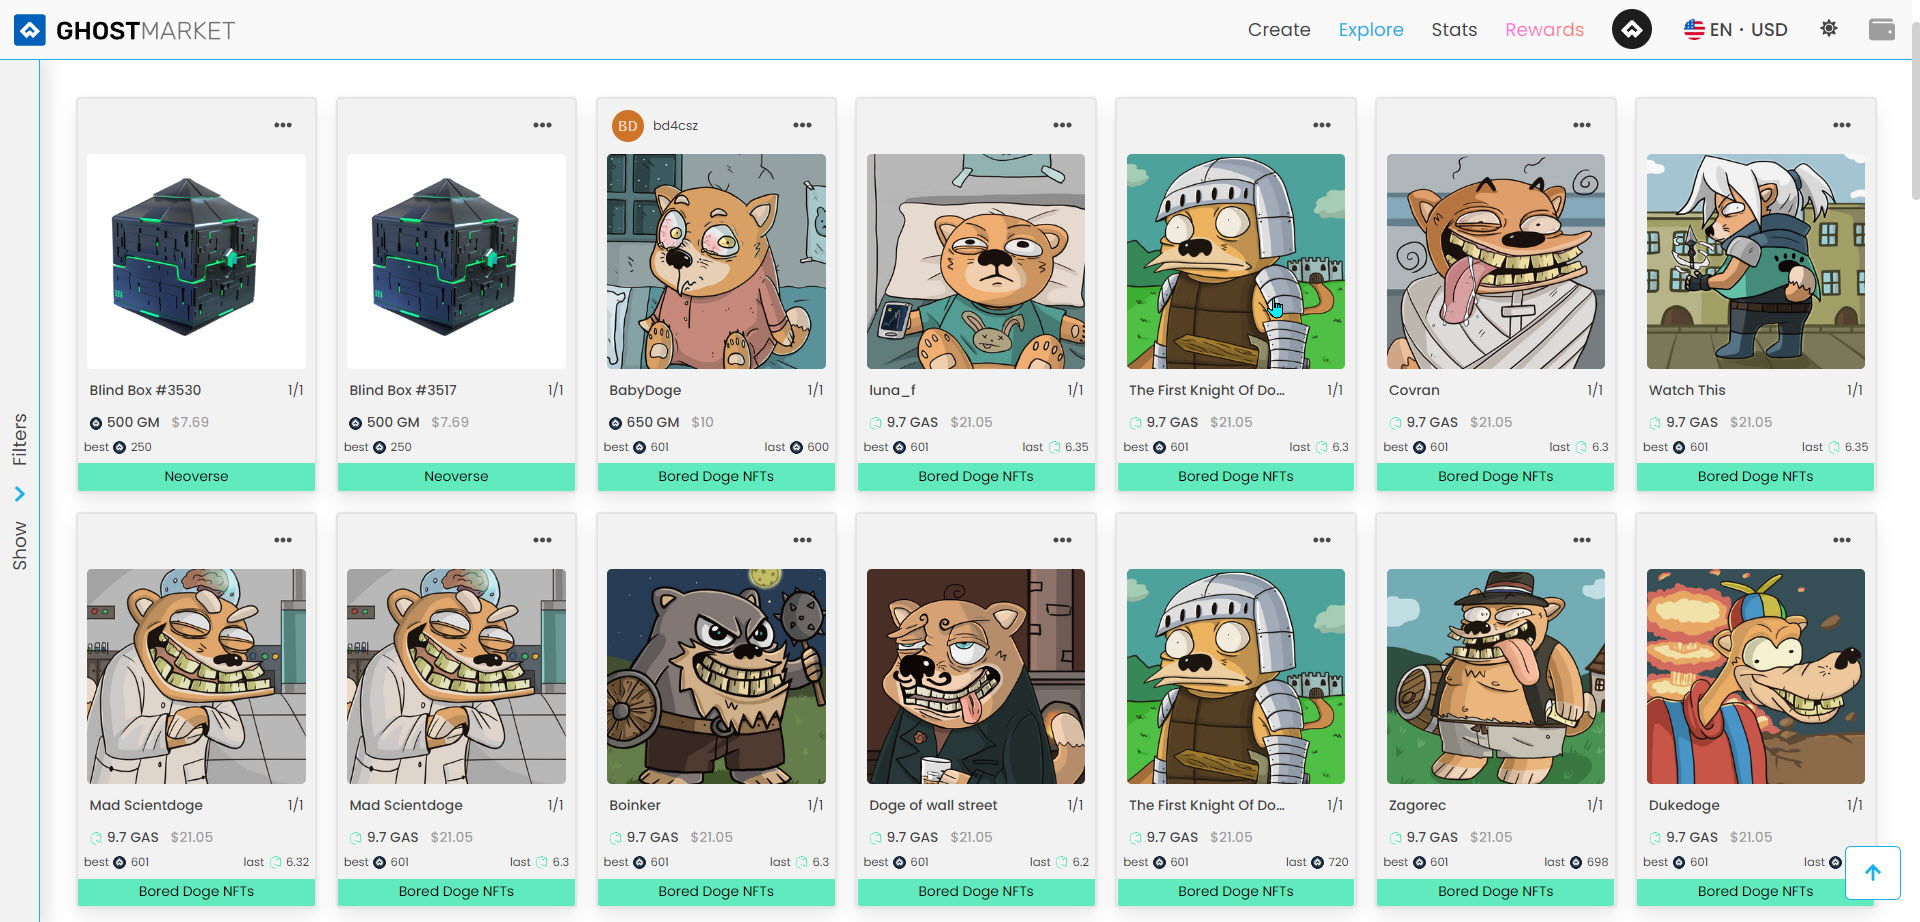 GHOSTMARKET
Create
Explore
Stats
Rewards
EN · USD
Filters
Show
Blind Box #3530 1/1
500 GM $7.69
best 250
Neoverse
Blind Box #3517 1/1
500 GM $7.69
best 250
Neoverse
BD bd4csz
BabyDoge 1/1
650 GM $10
best 601 last 600
Bored Doge NFTs
luna_f 1/1
9.7 GAS $21.05
best 601 last 6.35
Bored Doge NFTs
The First Knight Of Do... 1/1
9.7 GAS $21.05
best 601 last 6.3
Bored Doge NFTs
Covran 1/1
9.7 GAS $21.05
best 601 last 6.3
Bored Doge NFTs
Watch This 1/1
9.7 GAS $21.05
best 601 last 6.35
Bored Doge NFTs
Mad Scientdoge 1/1
9.7 GAS $21.05
best 601 last 6.32
Bored Doge NFTs
Mad Scientdoge 1/1
9.7 GAS $21.05
best 601 last 6.3
Bored Doge NFTs
Boinker 1/1
9.7 GAS $21.05
best 601 last 6.3
Bored Doge NFTs
Doge of wall street 1/1
9.7 GAS $21.05
best 601 last 6.2
Bored Doge NFTs
The First Knight Of Do... 1/1
9.7 GAS $21.05
best 601 last 720
Bored Doge NFTs
Zagorec 1/1
9.7 GAS $21.05
best 601 last 698
Bored Doge NFTs
Dukedoge 1/1
9.7 GAS $21.05
best 601 last
Bored Doge NFTs